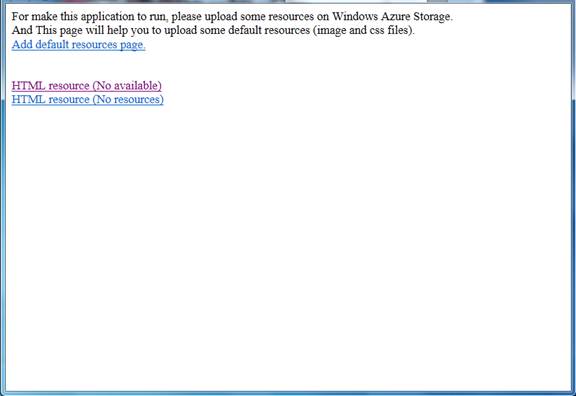 For make this application to run, please upload some resources on Windows Azure Storage.
And This page will help you to upload some default resources (image and css files).
Add default resources page.
HTML resource (No available)
HTML resource (No resources)